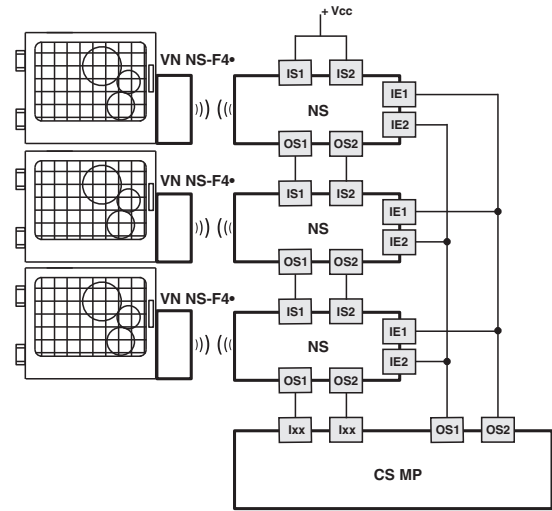 + Vcc
VN NS-F4•
IS1 IS2
IE1
NS
IE2
OS1 OS2
VN NS-F4•
IS1 IS2
IE1
NS
IE2
OS1 OS2
VN NS-F4•
IS1 IS2
IE1
NS
IE2
OS1 OS2
Ixx Ixx OS1 OS2
CS MP